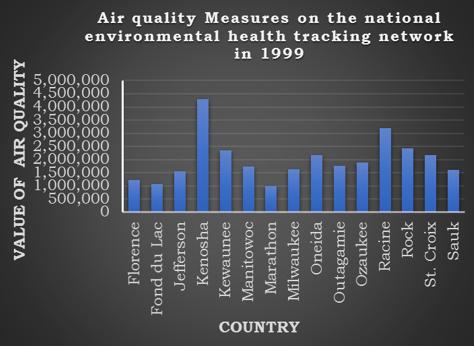 Air quality Measures on the national
environmental health tracking network
in 1999
VALUE OF AIR QUALITY
5,000,000
4,500,000
4,000,000
3,500,000
3,000,000
2,500,000
2,000,000
1,500,000
1,000,000
500,000
0
Florence
Fond du Lac
Jefferson
Kenosha
Kewaunee
Manitowoc
Marathon
Milwaukee
Oneida
Outagamie
Ozaukee
Racine
Rock
St. Croix
Sauk
COUNTRY